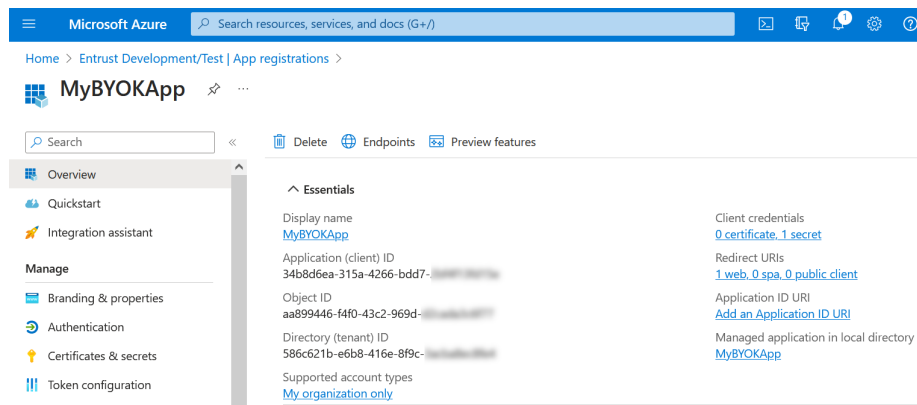 Microsoft Azure
Search resources, services, and docs (G+/)
1
Home > Entrust Development/Test | App registrations >
MyBYOKApp
Search
Delete
Endpoints
Preview features
Overview
Quickstart
Integration assistant
Manage
Branding & properties
Authentication
Certificates & secrets
Token configuration
Essentials
Display name
MyBYOKApp
Application (client) ID
34b8d6ea-315a-4266-bdd7-
Object ID
aa899446-f4f0-43c2-969d-
Directory (tenant) ID
586c621b-e6b8-416e-8f9c-
Supported account types
My organization only
Client credentials
0 certificate, 1 secret
Redirect URIs
1 web, 0 spa, 0 public client
Application ID URI
Add an Application ID URI
Managed application in local directory
MyBYOKApp